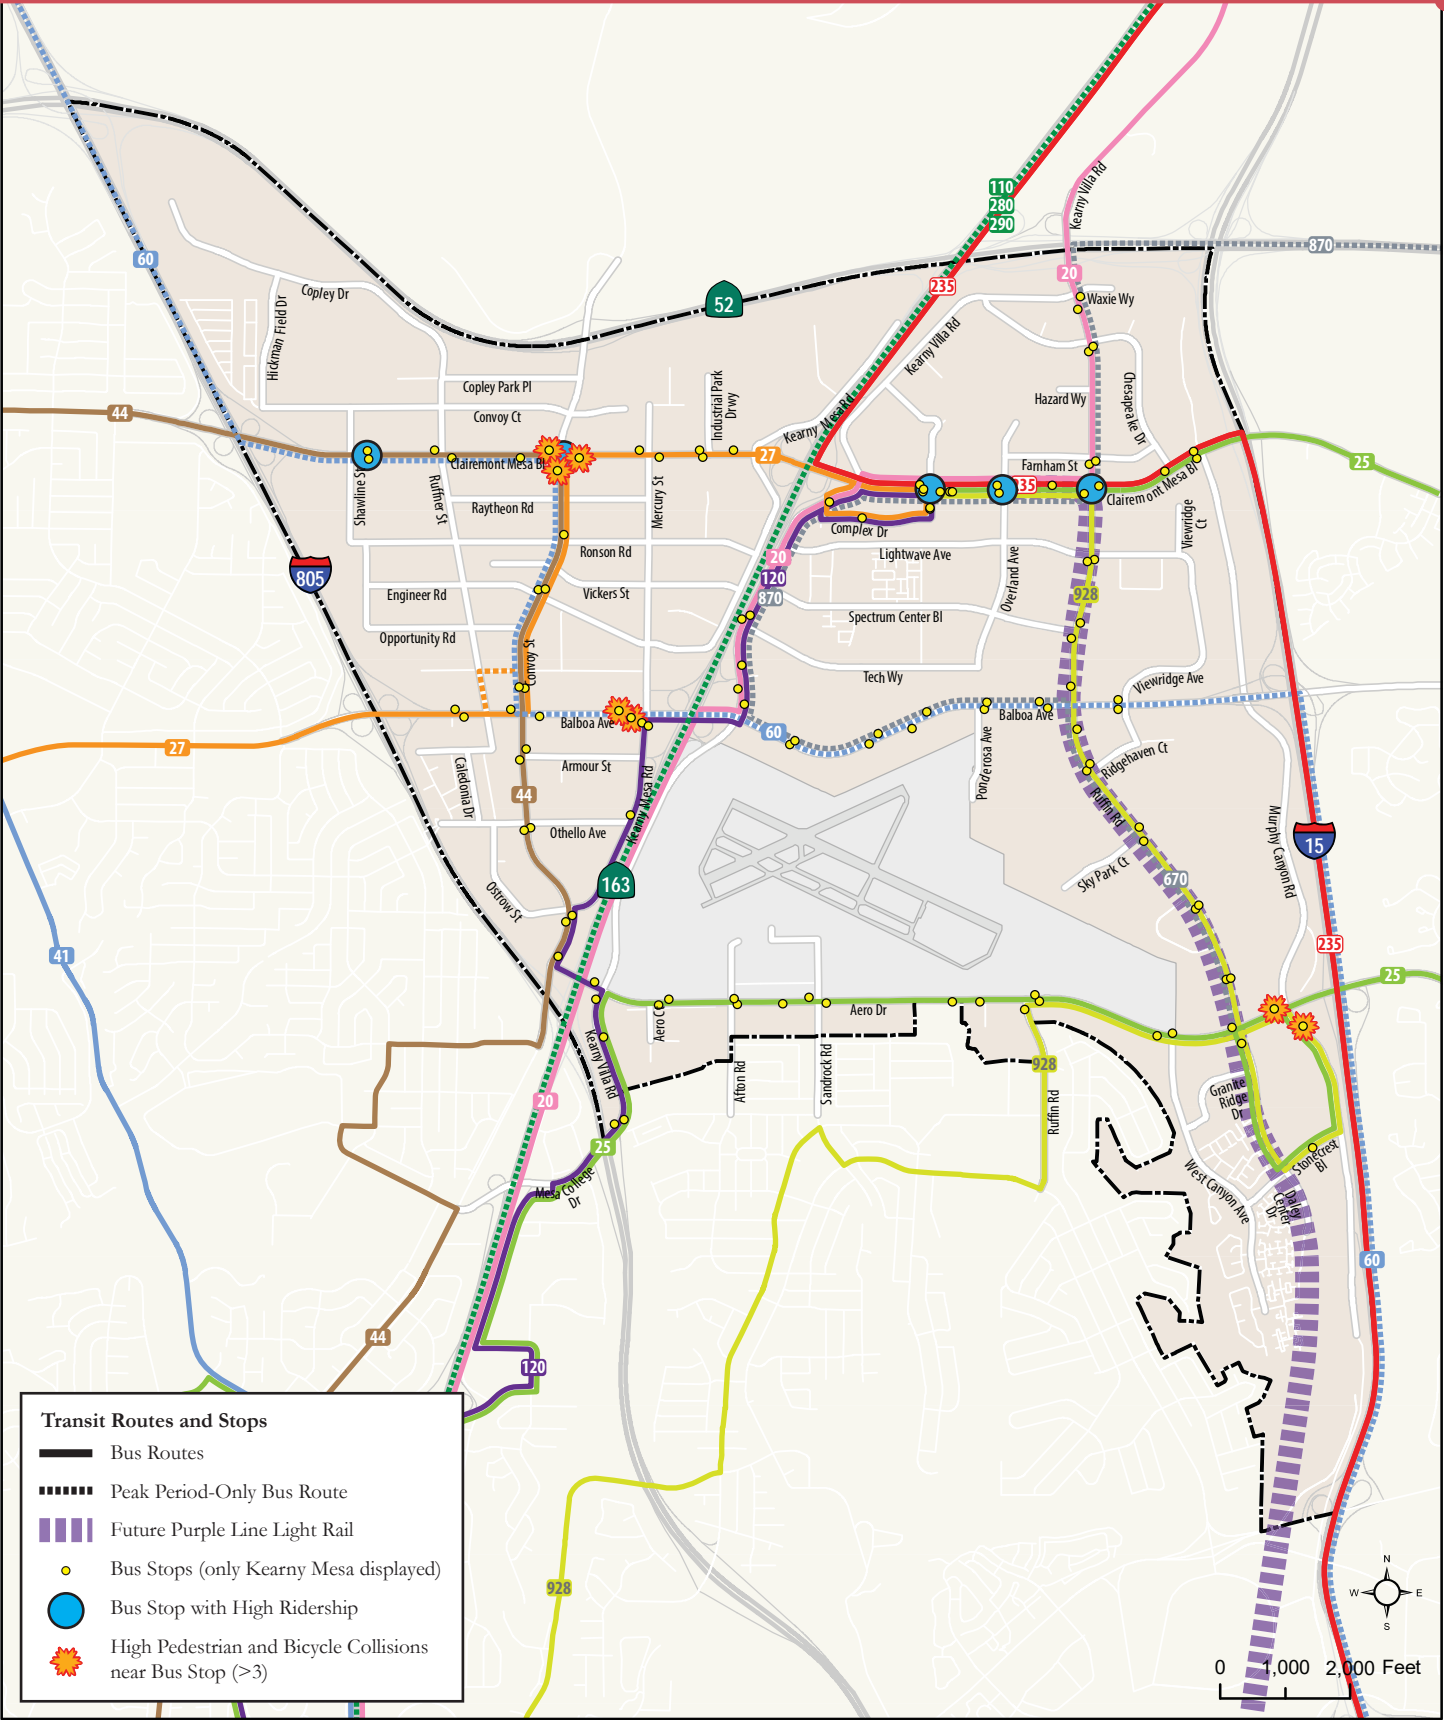 110
280
290
Kearny Villa Rd
870
60
20
235
52
Waxie Wy
Copley Dr
Hickman Field Dr
Kearny Villa Rd
Copley Park Pl
Industrial Park
Drwy
Hazard Wy
Chesapeake Dr
44
Convoy Ct
Kearny Mesa Rd
27
Clairemont Mesa Bl
Farnham St
25
235
Clairemont Mesa Bl
Shawline St
Ruffner St
Mercury St
Raytheon Rd
Viewridge
Ct
Complex Dr
Ronson Rd
Lightwave Ave
20
120
870
805
Engineer Rd
Vickers St
Overland Ave
928
Spectrum Center Bl
Opportunity Rd
Convoy St
Tech Wy
Viewridge Ave
Balboa Ave
Balboa Ave
60
27
Armour St
Ponderosa Ave
Ridgehaven Ct
Caledonia Dr
44
Kearny Mesa Rd
Ruffin Rd
Othello Ave
Murphy Canyon Rd
15
163
Sky Park Ct
670
Ostrow St
41
235
25
Aero Ct
Aero Dr
Kearny Villa Rd
Afton Rd
Sandrock Rd
928
Ruffin Rd
Granite
Ridge
Dr
20
25
Stonecrest
Bl
Mesa College
Dr
West Canyon Ave
Daley
Center
Dr
60
44
120
928
Transit Routes and Stops
Bus Routes
Peak Period-Only Bus Route
Future Purple Line Light Rail
Bus Stops (only Kearny Mesa displayed)
Bus Stop with High Ridership
High Pedestrian and Bicycle Collisions
near Bus Stop (>3)
N
W E
S
0 1,000 2,000 Feet